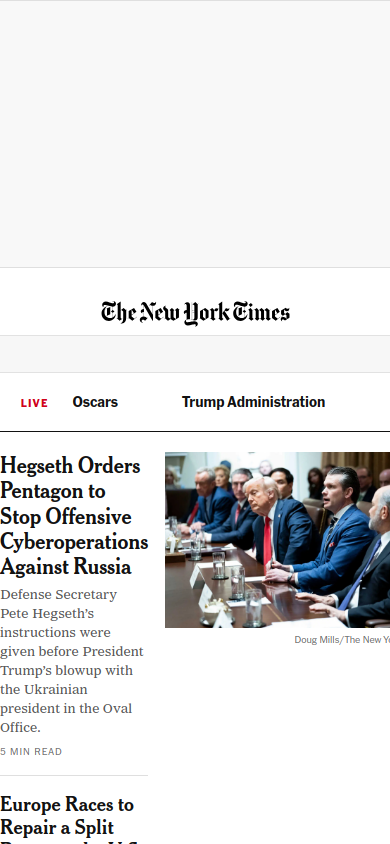 The New York Times
LIVE
Oscars
Trump Administration
Hegseth Orders
Pentagon to
Stop Offensive
Cyberoperations
Against Russia
Defense Secretary
Pete Hegseth's
instructions were
given before President
Trump's blowup with
the Ukrainian
president in the Oval
Office.
5 MIN READ
Doug Mills/The New Yo
Europe Races to
Repair a Split